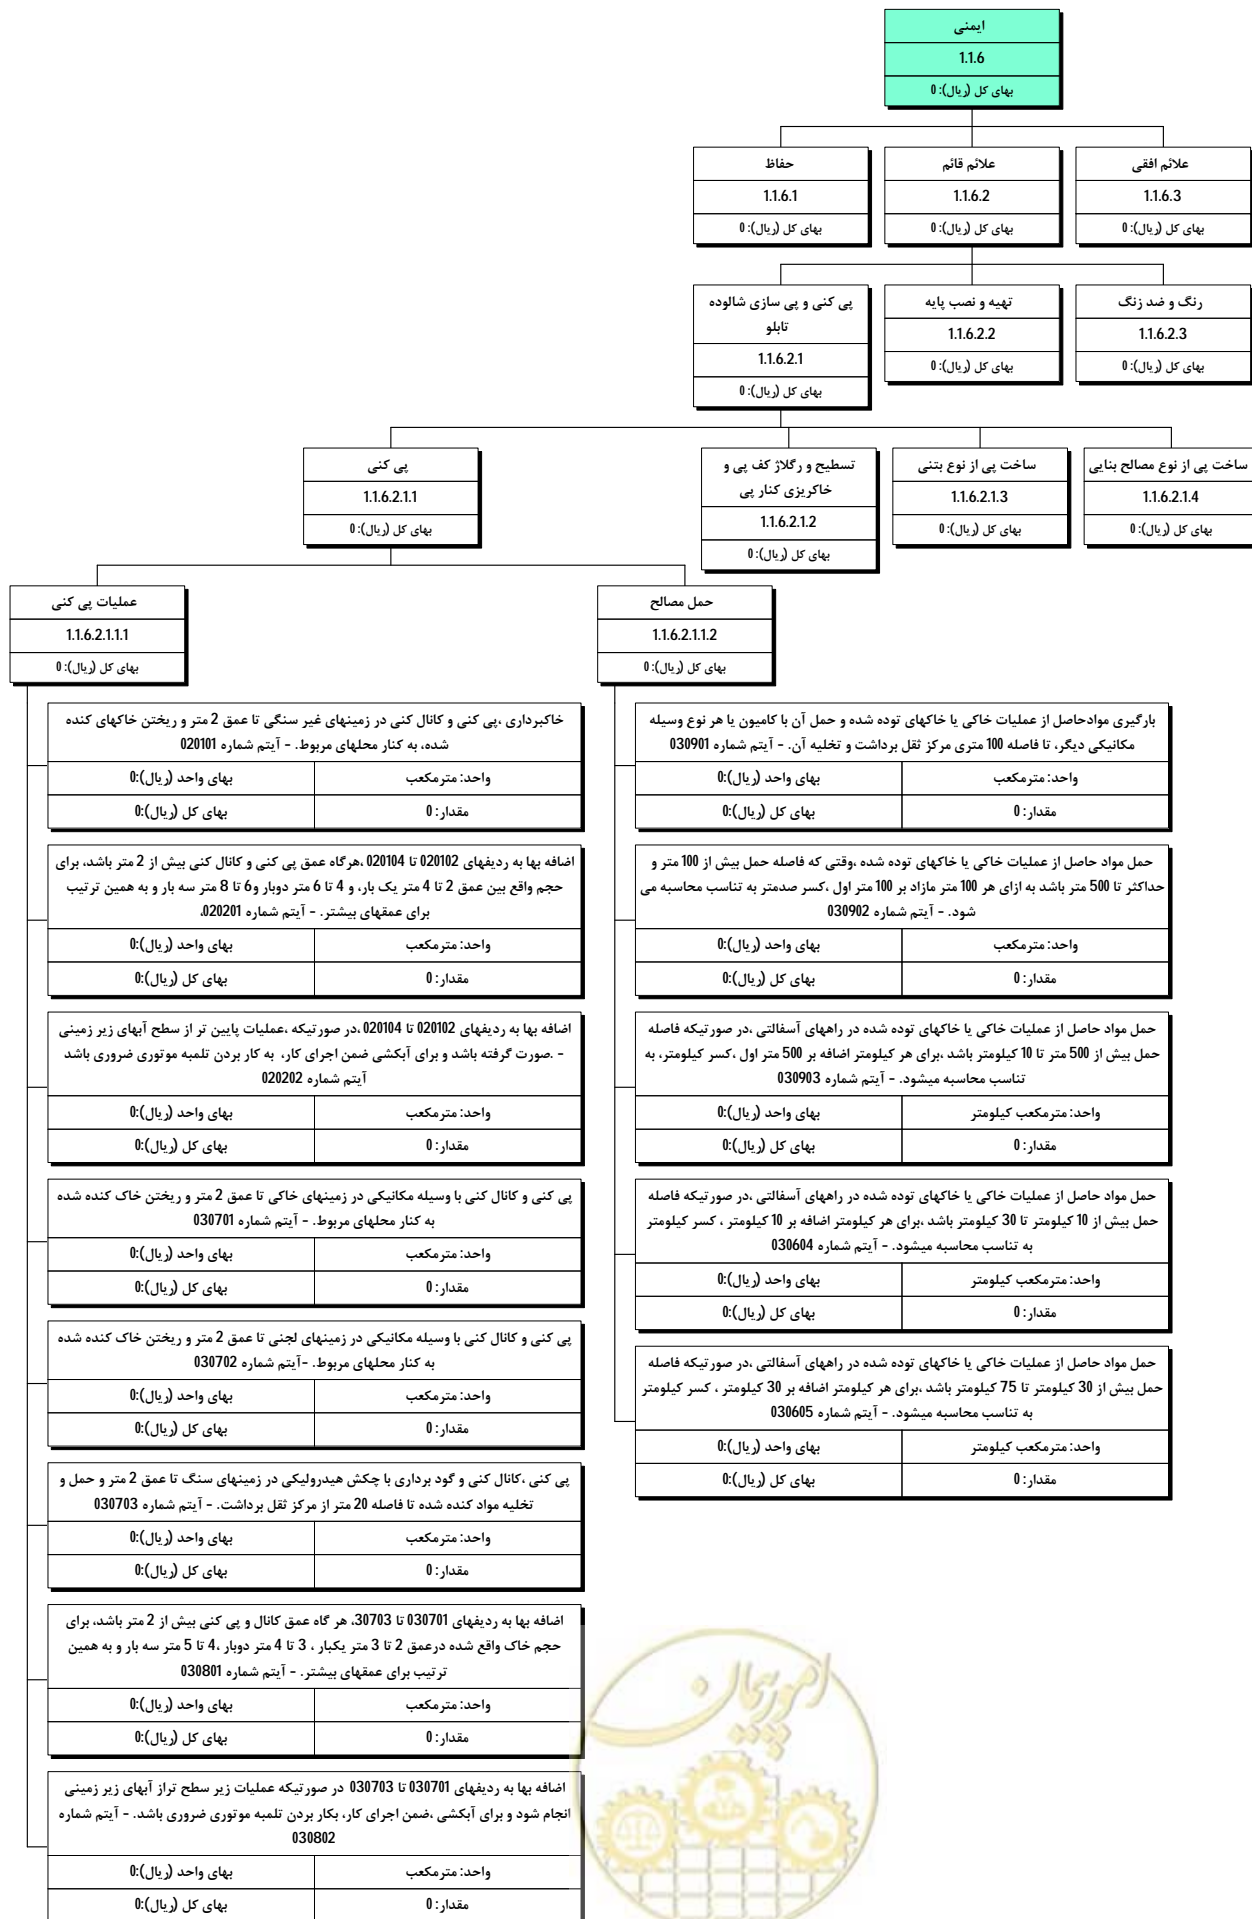 ایمنی
1.1.6
بهای کل (ریال): 0
علائم افقی
1.1.6.3
بهای کل (ریال): 0
علائم قائم
1.1.6.2
بهای کل (ریال): 0
حفاظ
1.1.6.1
بهای کل (ریال): 0
رنگ و ضد زنگ
1.1.6.2.3
بهای کل (ریال): 0
تهیه و نصب پایه
1.1.6.2.2
بهای کل (ریال): 0
پی کنی و پی سازی شالوده
تابلو
1.1.6.2.1
بهای کل (ریال): 0
ساخت پی از نوع مصالح بنایی
1.1.6.2.1.4
بهای کل (ریال): 0
ساخت پی از نوع بتنی
1.1.6.2.1.3
بهای کل (ریال): 0
تسطیح و رگلاژ کف پی و
خاکریزی کنار پی
1.1.6.2.1.2
بهای کل (ریال): 0
پی کنی
1.1.6.2.1.1
بهای کل (ریال): 0
حمل مصالح
1.1.6.2.1.1.2
بهای کل (ریال): 0
بارگیری موادحاصل از عملیات خاکی یا خاکهای توده شده و حمل آن با کامیون یا هر نوع وسیله
مکانیکی دیگر، تا فاصله 100 متری مرکز ثقل برداشت و تخلیه آن. - آیتم شماره 030901
واحد: مترمکعب
بهای واحد (ریال):0
مقدار: 0
بهای کل (ریال):0
حمل مواد حاصل از عملیات خاکی یا خاکهای توده شده ،وقتی که فاصله حمل بیش از 100 متر و
حداکثر تا 500 متر باشد به ازای هر 100 متر مازاد بر 100 متر اول ،کسر صدمتر به تناسب محاسبه می
شود. - آیتم شماره 030902
واحد: مترمکعب
بهای واحد (ریال):0
مقدار: 0
بهای کل (ریال):0
حمل مواد حاصل از عملیات خاکی یا خاکهای توده شده در راههای آسفالتی ،در صورتیکه فاصله
حمل بیش از 500 متر تا 10 کیلومتر باشد ،برای هر کیلومتر اضافه بر 500 متر اول ،کسر کیلومتر، به
تناسب محاسبه میشود. - آیتم شماره 030903
واحد: مترمکعب کیلومتر
بهای واحد (ریال):0
مقدار: 0
بهای کل (ریال):0
حمل مواد حاصل از عملیات خاکی یا خاکهای توده شده در راههای آسفالتی ،در صورتیکه فاصله
حمل بیش از 10 کیلومتر تا 30 کیلومتر باشد ،برای هر کیلومتر اضافه بر 10 کیلومتر ، کسر کیلومتر
به تناسب محاسبه میشود. - آیتم شماره 030604
واحد: مترمکعب کیلومتر
بهای واحد (ریال):0
مقدار: 0
بهای کل (ریال):0
حمل مواد حاصل از عملیات خاکی یا خاکهای توده شده در راههای آسفالتی ،در صورتیکه فاصله
حمل بیش از 30 کیلومتر تا 75 کیلومتر باشد ،برای هر کیلومتر اضافه بر 30 کیلومتر ، کسر کیلومتر
به تناسب محاسبه میشود. - آیتم شماره 030605
واحد: مترمکعب کیلومتر
بهای واحد (ریال):0
مقدار: 0
بهای کل (ریال):0
عملیات پی کنی
1.1.6.2.1.1.1
بهای کل (ریال): 0
خاکبرداری ،پی کنی و کانال کنی در زمینهای غیر سنگی تا عمق 2 متر و ریختن خاکهای کنده
شده، به کنار محلهای مربوط. - آیتم شماره 020101
واحد: مترمکعب
بهای واحد (ریال):0
مقدار: 0
بهای کل (ریال):0
اضافه بها به ردیفهای 020102 تا 020104 ،هرگاه عمق پی کنی و کانال کنی بیش از 2 متر باشد، برای
حجم واقع بین عمق 2 تا 4 متر یک بار، و 4 تا 6 متر دوبار و6 تا 8 متر سه بار و به همین ترتیب
برای عمقهای بیشتر. - آیتم شماره 020201.
واحد: مترمکعب
بهای واحد (ریال):0
مقدار: 0
بهای کل (ریال):0
اضافه بها به ردیفهای 020102 تا 020104 ،در صورتیکه ،عملیات پایین تر از سطح آبهای زیر زمینی
صورت گرفته باشد و برای آبکشی ضمن اجرای کار، به کار بردن تلمبه موتوری ضروری باشد. -
آیتم شماره 020202
واحد: مترمکعب
بهای واحد (ریال):0
مقدار: 0
بهای کل (ریال):0
پی کنی و کانال کنی با وسیله مکانیکی در زمینهای خاکی تا عمق 2 متر و ریختن خاک کنده شده
به کنار محلهای مربوط. - آیتم شماره 030701
واحد: مترمکعب
بهای واحد (ریال):0
مقدار: 0
بهای کل (ریال):0
پی کنی و کانال کنی با وسیله مکانیکی در زمینهای لجنی تا عمق 2 متر و ریختن خاک کنده شده
به کنار محلهای مربوط. -آیتم شماره 030702
واحد: مترمکعب
بهای واحد (ریال):0
مقدار: 0
بهای کل (ریال):0
پی کنی ،کانال کنی و گود برداری با چکش هیدرولیکی در زمینهای سنگ تا عمق 2 متر و حمل و
تخلیه مواد کنده شده تا فاصله 20 متر از مرکز ثقل برداشت. - آیتم شماره 030703
واحد: مترمکعب
بهای واحد (ریال):0
مقدار: 0
بهای کل (ریال):0
اضافه بها به ردیفهای 030701 تا 30703، هر گاه عمق کانال و پی کنی بیش از 2 متر باشد، برای
حجم خاک واقع شده درعمق 2 تا 3 متر یکبار ، 3 تا 4 متر دوبار ،4 تا 5 متر سه بار و به همین
ترتیب برای عمقهای بیشتر. - آیتم شماره 030801
واحد: مترمکعب
بهای واحد (ریال):0
مقدار: 0
بهای کل (ریال):0
اضافه بها به ردیفهای 030701 تا 030703 در صورتیکه عملیات زیر سطح تراز آبهای زیر زمینی
انجام شود و برای آبکشی ،ضمن اجرای کار، بکار بردن تلمبه موتوری ضروری باشد. - آیتم شماره
030802
واحد: مترمکعب
بهای واحد (ریال):0
مقدار: 0
بهای کل (ریال):0
امور پیمان